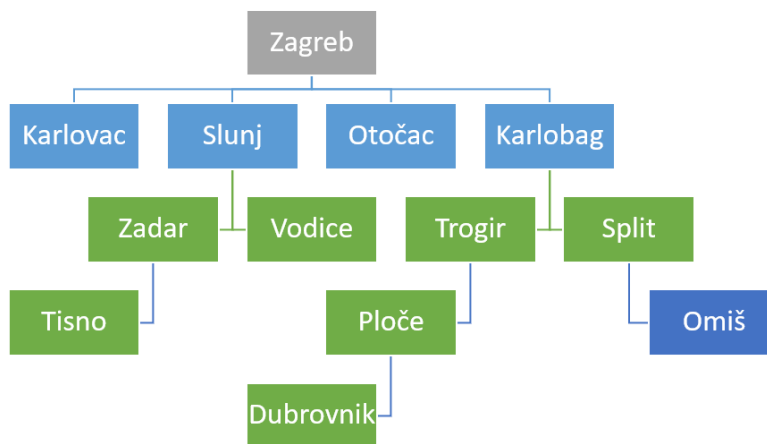 Zagreb
Karlovac
Slunj
Otočac
Karlobag
Zadar
Vodice
Trogir
Split
Tisno
Ploče
Omiš
Dubrovnik